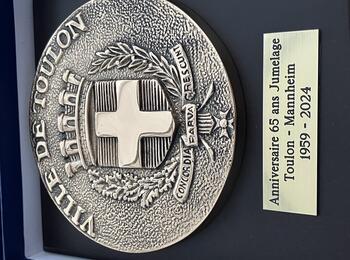 VILLE DE TOULON
CONCORDIA PARVA CRESCUNT
Anniversaire 65 ans Jumelage
Toulon - Mannheim
1959 - 2024